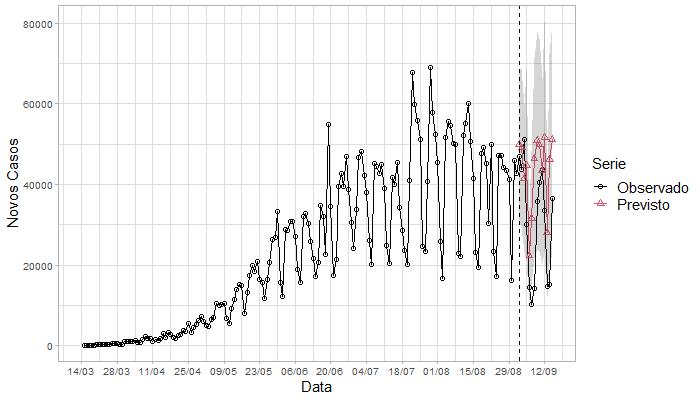 80000
60000
40000
20000
0
Novos Casos
14/03 28/03 11/04 25/04 09/05 23/05 06/06 20/06 04/07 18/07 01/08 15/08 29/08 12/09
Data
Serie
Observado
Previsto